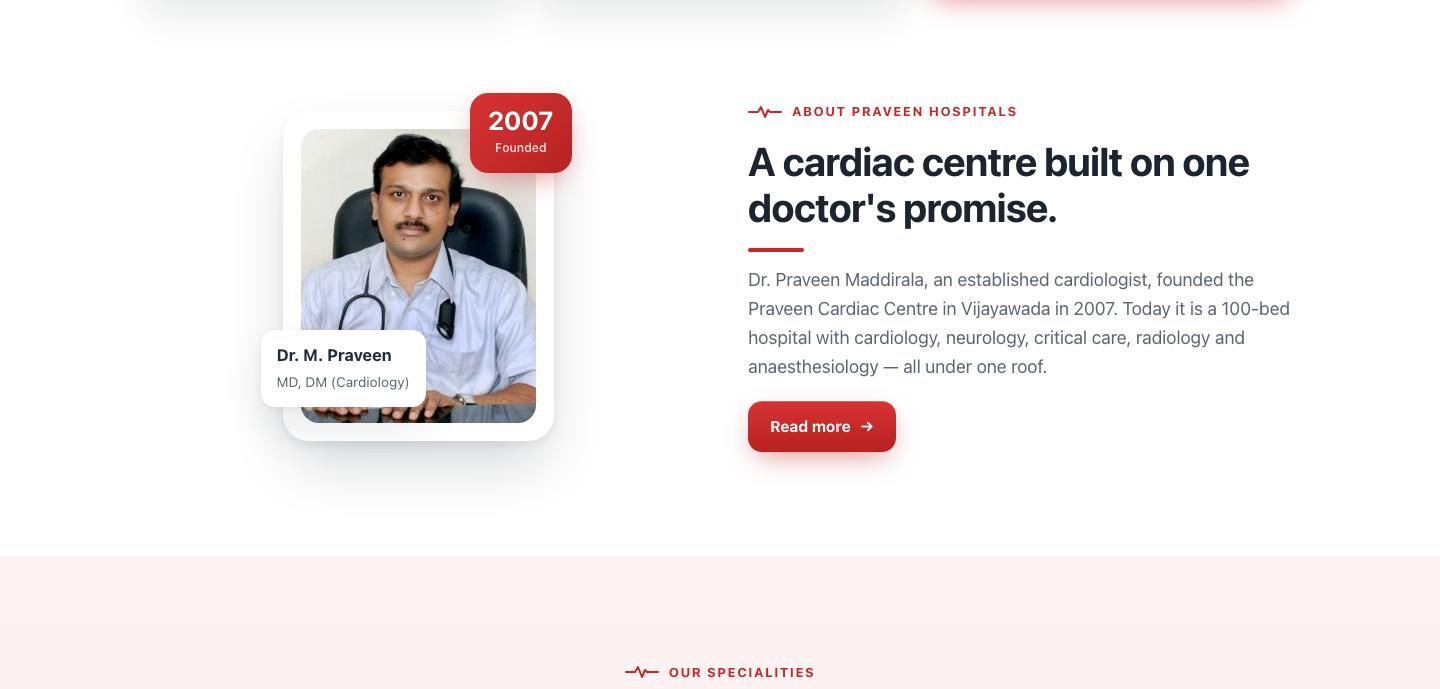 2007
Founded
Dr. M. Praveen
MD, DM (Cardiology)
ABOUT PRAVEEN HOSPITALS
A cardiac centre built on one
doctor's promise.
Dr. Praveen Maddirala, an established cardiologist, founded the
Praveen Cardiac Centre in Vijayawada in 2007. Today it is a 100-bed
hospital with cardiology, neurology, critical care, radiology and
anaesthesiology — all under one roof.
Read more →
OUR SPECIALITIES